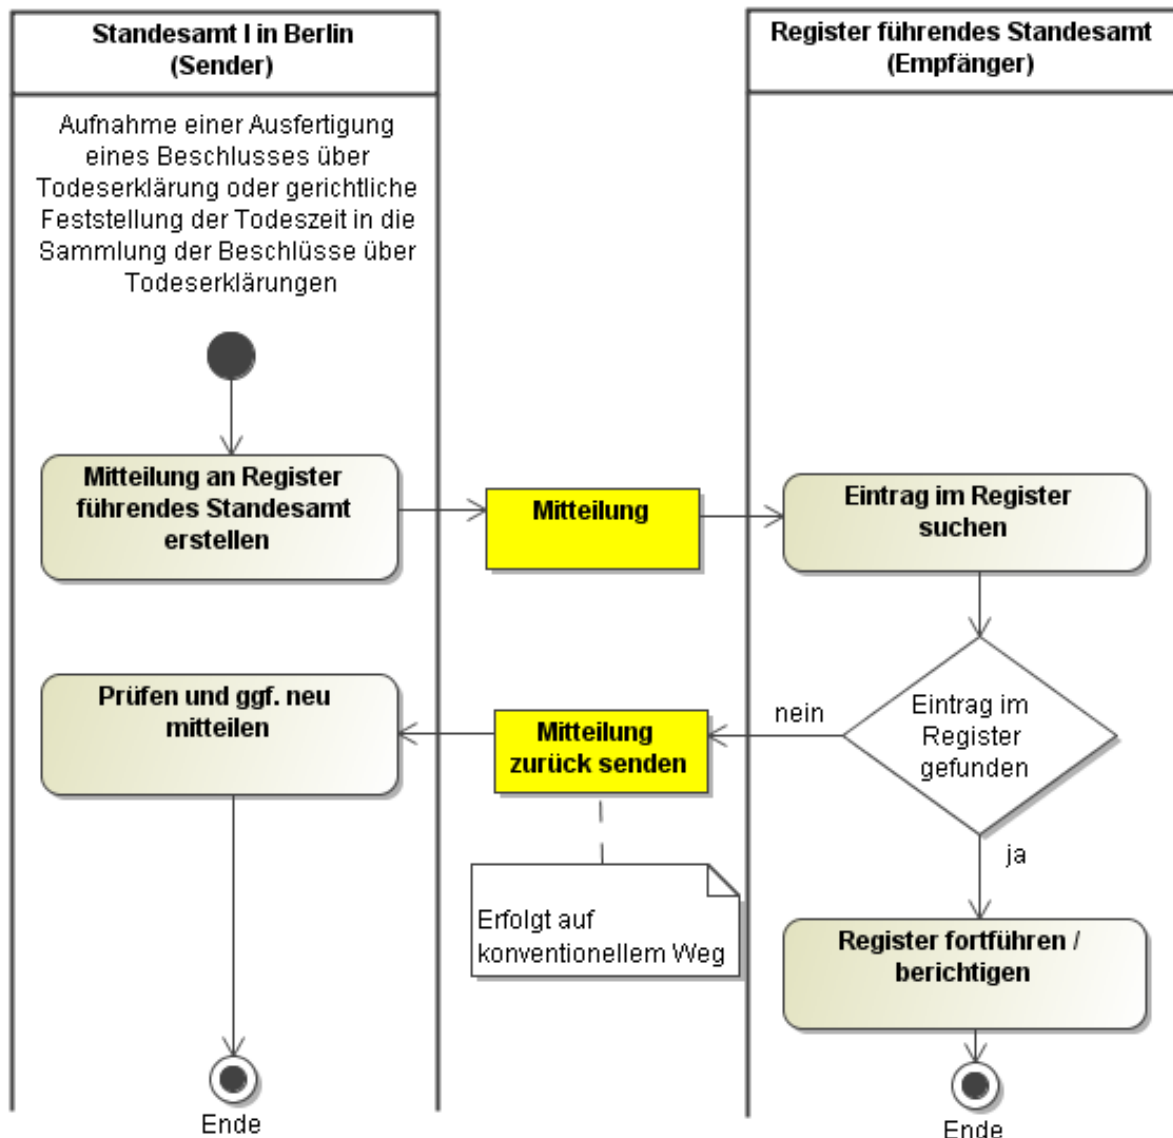 Standesamt I in Berlin
(Sender)
Register führendes Standesamt
(Empfänger)
Aufnahme einer Ausfertigung
eines Beschlusses über
Todeserklärung oder gerichtliche
Feststellung der Todeszeit in die
Sammlung der Beschlüsse über
Todeserklärungen
Mitteilung an Register
führendes Standesamt
erstellen
Mitteilung
Eintrag im Register
suchen
Eintrag im
Register
gefunden
nein
Mitteilung
zurück senden
Prüfen und ggf. neu
mitteilen
ja
Erfolgt auf
konventionellem Weg
Register fortführen /
berichtigen
Ende
Ende